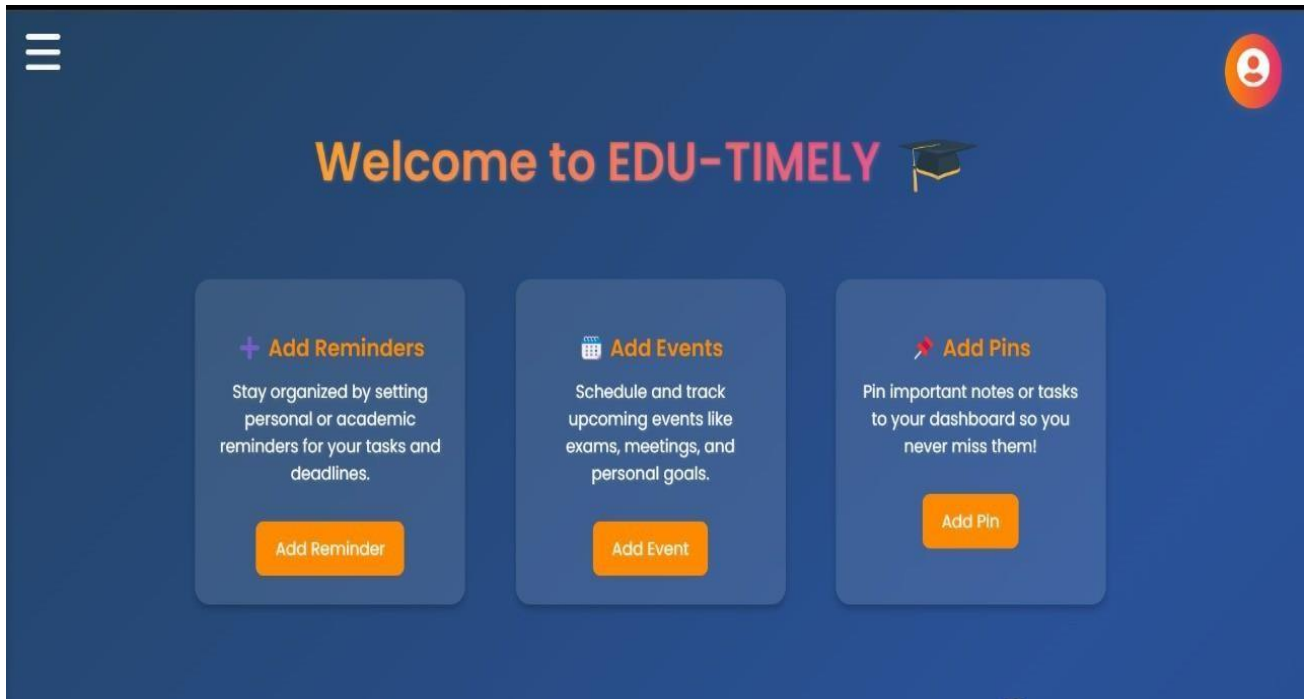 Welcome to EDU-TIMELY
Add Reminders
Stay organized by setting
personal or academic
reminders for your tasks and
deadlines.
Add Reminder
Add Events
Schedule and track
upcoming events like
exams, meetings, and
personal goals.
Add Event
Add Pins
Pin important notes or tasks
to your dashboard so you
never miss them!
Add Pin